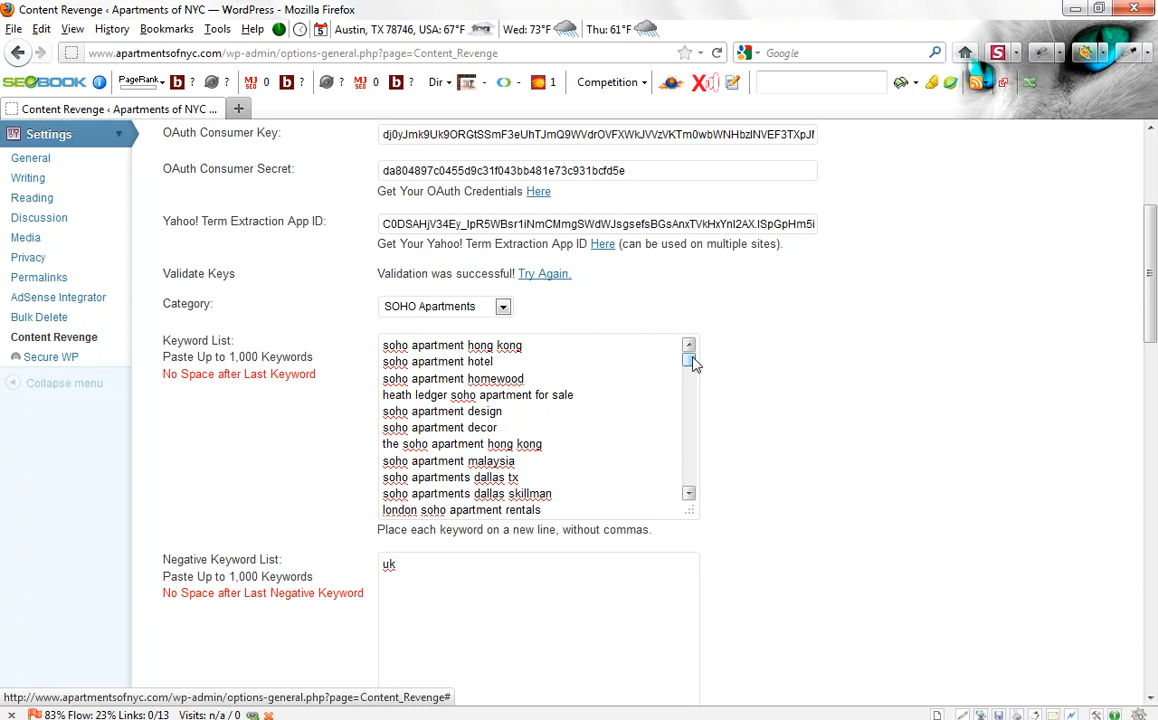 Content Revenge ‹ Apartments of NYC — WordPress - Mozilla Firefox
File Edit View History Bookmarks Tools Help Austin, TX 78746, USA: 67°F Wed: 73°F Thu: 61°F
www.apartmentsofnyc.com/wp-admin/options-general.php?page=Content_Revenge Google
SEOBOOK PageRank ? ? 0 ? ? 0 ? Dir 1 Competition
Content Revenge ‹ Apartments of NYC ... +
Settings
General
Writing
Reading
Discussion
Media
Privacy
Permalinks
AdSense Integrator
Bulk Delete
Content Revenge
Secure WP
Collapse menu
OAuth Consumer Key:
OAuth Consumer Secret: da804897c0455d9c31f043bb481e73c931bcfd5e
Get Your OAuth Credentials Here
Yahoo! Term Extraction App ID:
Get Your Yahoo! Term Extraction App ID Here (can be used on multiple sites).
Validate Keys Validation was successful! Try Again.
Category: SOHO Apartments
Keyword List:
Paste Up to 1,000 Keywords
No Space after Last Keyword
soho apartment hong kong
soho apartment hotel
soho apartment homewood
heath ledger soho apartment for sale
soho apartment design
soho apartment decor
the soho apartment hong kong
soho apartment malaysia
soho apartments dallas tx
soho apartments dallas skillman
london soho apartment rentals
Place each keyword on a new line, without commas.
Negative Keyword List:
Paste Up to 1,000 Keywords
No Space after Last Negative Keyword
uk
http://www.apartmentsofnyc.com/wp-admin/options-general.php?page=Content_Revenge#
83% Flow: 23% Links: 0/13 Visits: n/a / 0